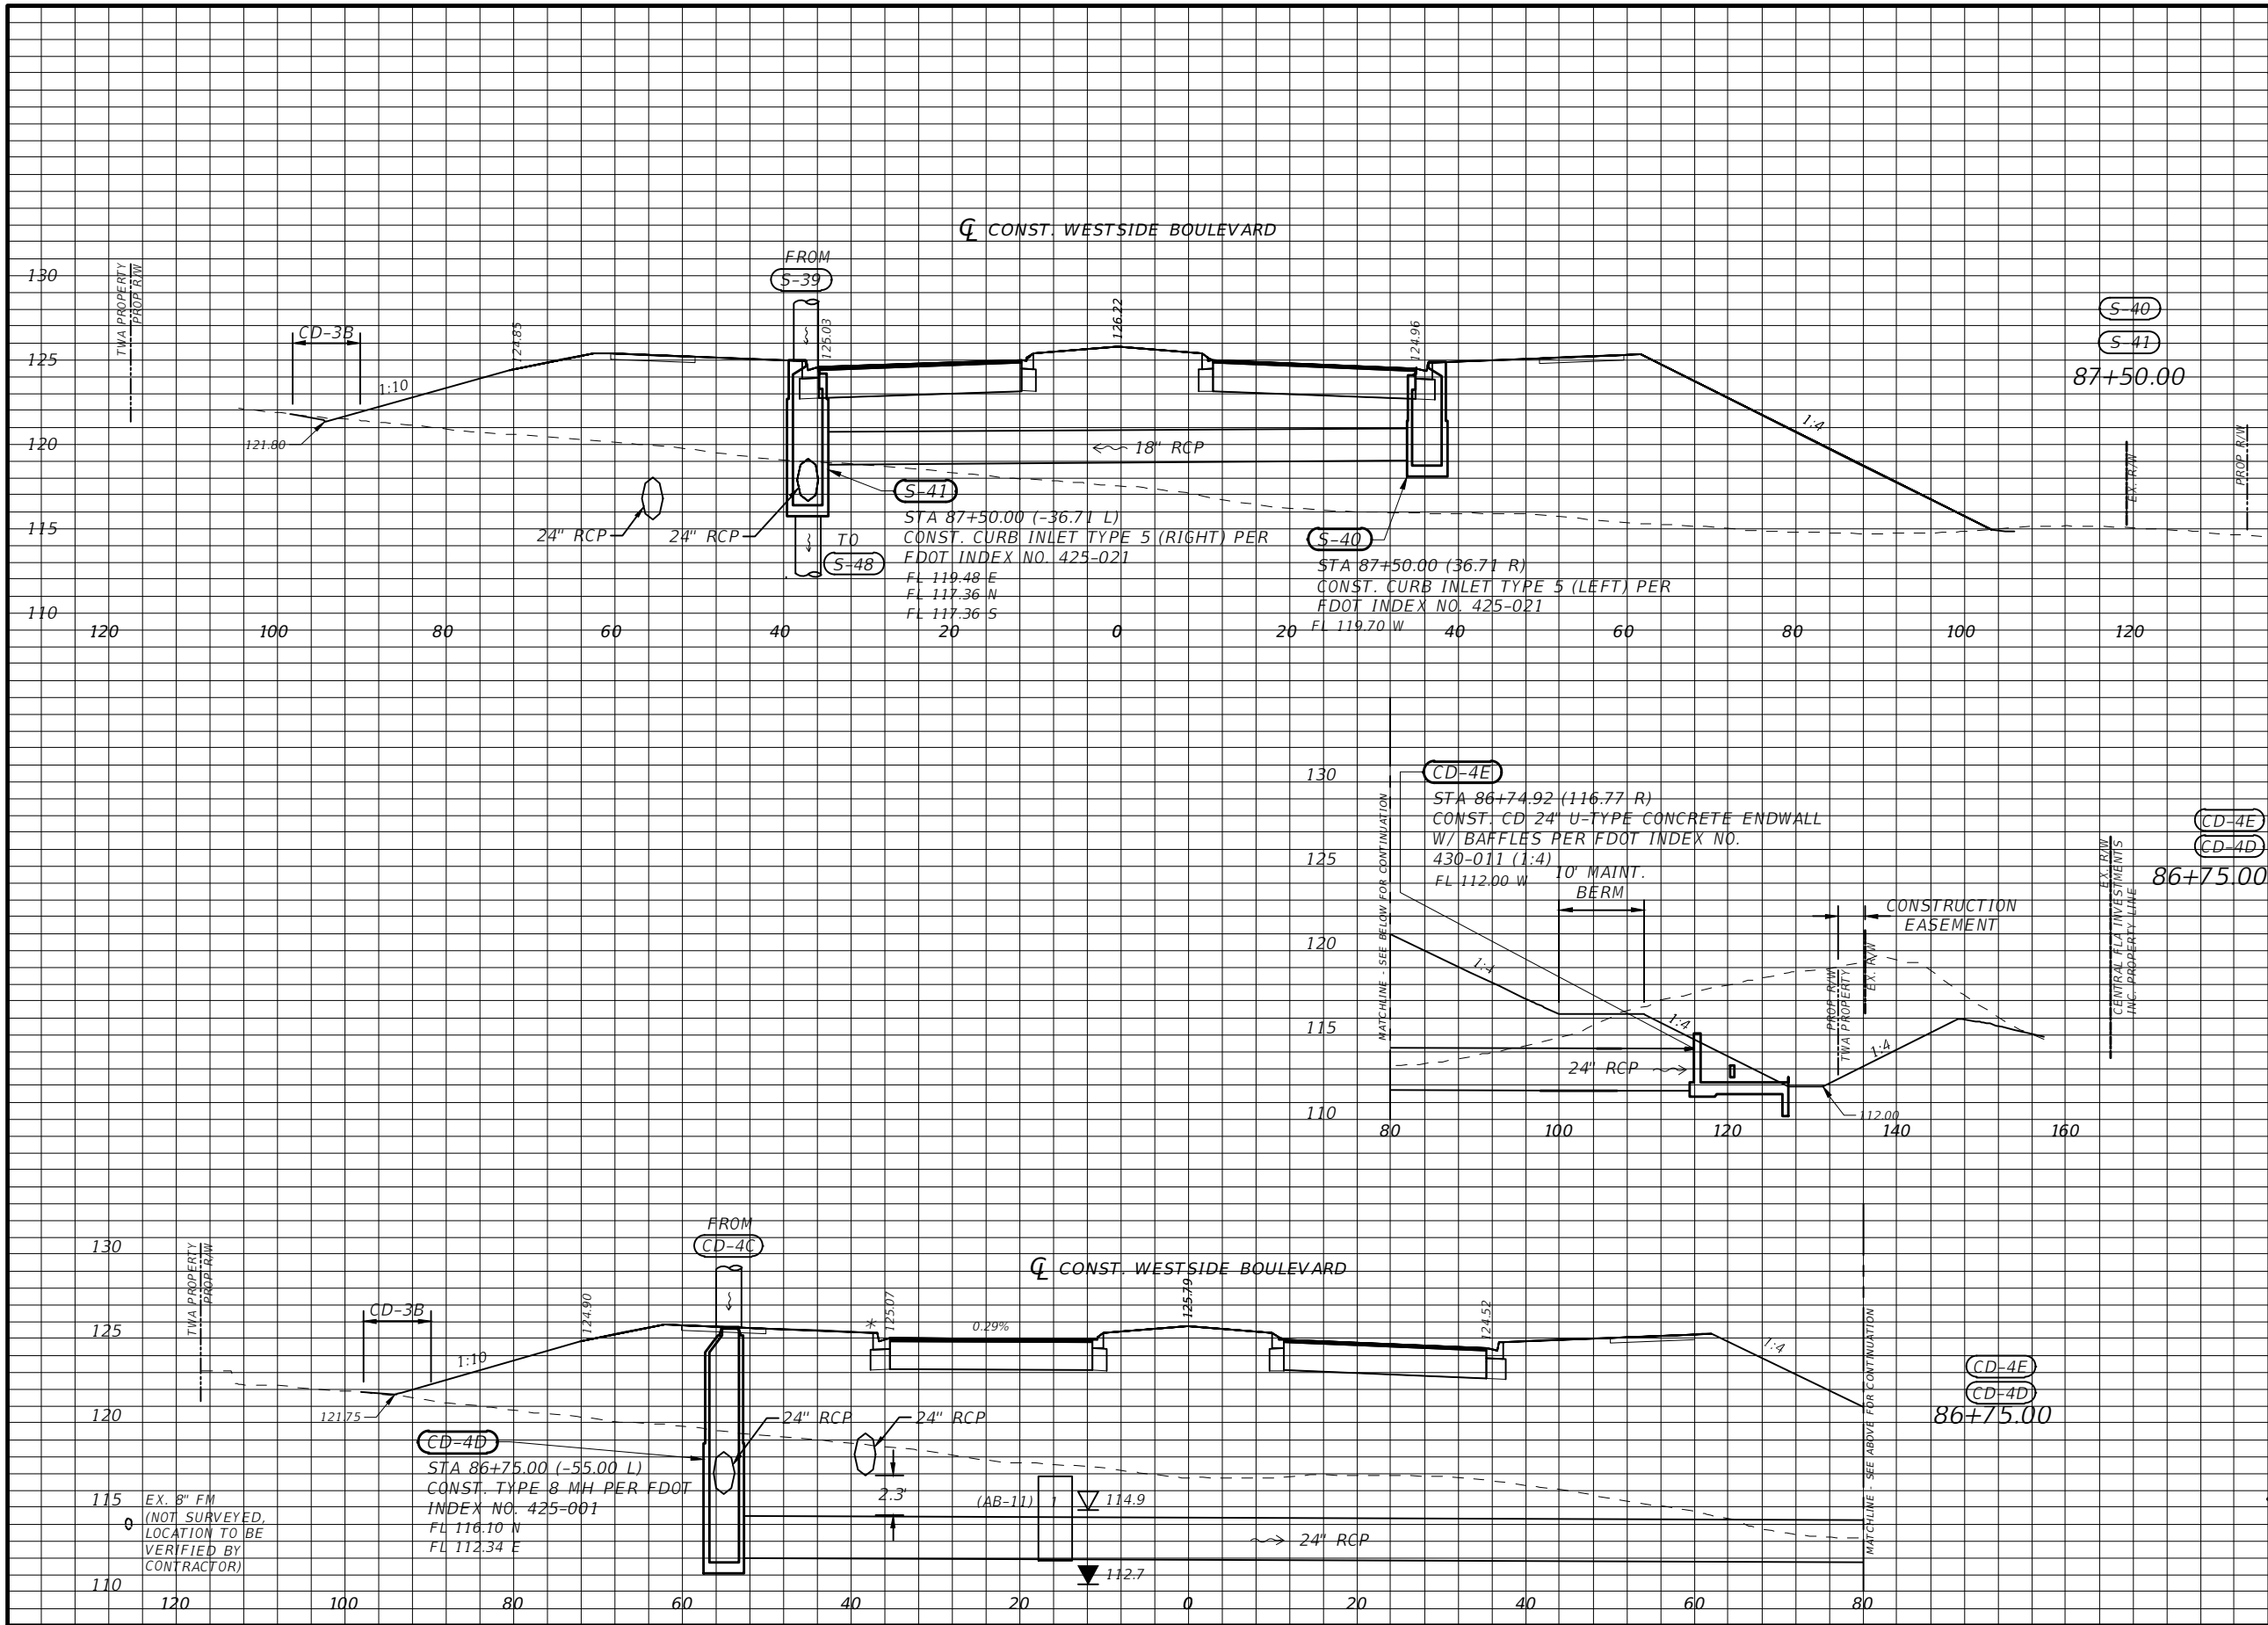 ℄ CONST. WESTSIDE BOULEVARD
FROM
S-39
130
125
120
115
110
TWA PROPERTY
PROP R/W
CD-3B
124.85
125.03
126.22
124.96
1:10
121.80
24" RCP
24" RCP
TO
S-48
18" RCP
S-41
STA 87+50.00 (-36.71 L)
CONST. CURB INLET TYPE 5 (RIGHT) PER
FDOT INDEX NO. 425-021
FL 119.48 E
FL 117.36 N
FL 117.36 S
S-40
STA 87+50.00 (36.71 R)
CONST. CURB INLET TYPE 5 (LEFT) PER
FDOT INDEX NO. 425-021
FL 119.70 W
1:4
EX. R/W
PROP R/W
S-40
S-41
87+50.00
120 100 80 60 40 20 0 20 40 60 80 100 120
130
125
120
115
110
MATCHLINE - SEE BELOW FOR CONTINUATION
CD-4E
STA 86+74.92 (116.77 R)
CONST. CD 24" U-TYPE CONCRETE ENDWALL
W/ BAFFLES PER FDOT INDEX NO.
430-011 (1:4)
FL 112.00 W
10' MAINT.
BERM
CONSTRUCTION
EASEMENT
1:4
1:4
24" RCP
PROP R/W
TWA PROPERTY
EX. R/W
1:4
112.00
EX. R/W
CENTRAL FLA INVESTMENTS
INC. PROPERTY LINE
CD-4E
CD-4D
86+75.00
80 100 120 140 160
FROM
CD-4C
℄ CONST. WESTSIDE BOULEVARD
130
125
120
115
110
TWA PROPERTY
PROP R/W
CD-3B
124.90
*
125.07
0.29%
125.79
124.52
1:10
121.75
24" RCP
24" RCP
CD-4D
STA 86+75.00 (-55.00 L)
CONST. TYPE 8 MH PER FDOT
INDEX NO. 425-001
FL 116.10 N
FL 112.34 E
EX. 8" FM
(NOT SURVEYED,
LOCATION TO BE
VERIFIED BY
CONTRACTOR)
2.3'
(AB-11)
1
114.9
112.7
24" RCP
1:4
MATCHLINE - SEE ABOVE FOR CONTINUATION
CD-4E
CD-4D
86+75.00
120 100 80 60 40 20 0 20 40 60 80